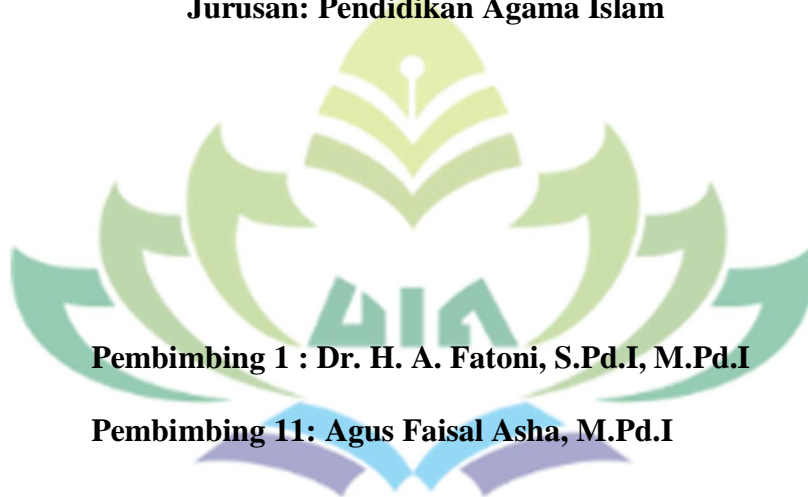 Jurusan: Pendidikan Agama Islam
UIN
Pembimbing 1 : Dr. H. A. Fatoni, S.Pd.I, M.Pd.I
Pembimbing 11: Agus Faisal Asha, M.Pd.I